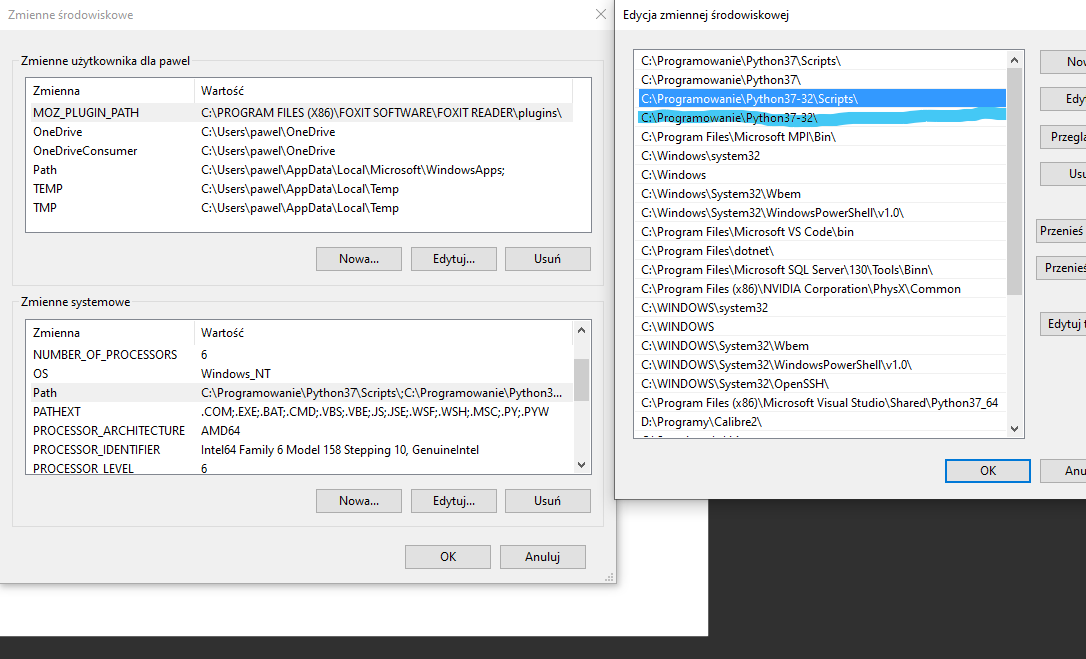 Zmienne środowiskowe
Zmienne użytkownika dla pawel
Zmienna Wartość
MOZ_PLUGIN_PATH C:\PROGRAM FILES (X86)\FOXIT SOFTWARE\FOXIT READER\plugins\
OneDrive C:\Users\pawel\OneDrive
OneDriveConsumer C:\Users\pawel\OneDrive
Path C:\Users\pawel\AppData\Local\Microsoft\WindowsApps;
TEMP C:\Users\pawel\AppData\Local\Temp
TMP C:\Users\pawel\AppData\Local\Temp
Nowa... Edytuj... Usuń
Zmienne systemowe
Zmienna Wartość
NUMBER_OF_PROCESSORS 6
OS Windows_NT
Path C:\Programowanie\Python37\Scripts\;C:\Programowanie\Python3...
PATHEXT .COM;.EXE;.BAT;.CMD;.VBS;.VBE;.JS;.JSE;.WSF;.WSH;.MSC;.PY;.PYW
PROCESSOR_ARCHITECTURE AMD64
PROCESSOR_IDENTIFIER Intel64 Family 6 Model 158 Stepping 10, GenuineIntel
PROCESSOR_LEVEL 6
Nowa... Edytuj... Usuń
OK Anuluj
Edycja zmiennej środowiskowej
C:\Programowanie\Python37\Scripts\
C:\Programowanie\Python37\
C:\Programowanie\Python37-32\Scripts\
C:\Programowanie\Python37-32\
C:\Program Files\Microsoft MPI\Bin\
C:\Windows\system32
C:\Windows
C:\Windows\System32\Wbem
C:\Windows\System32\WindowsPowerShell\v1.0\
C:\Program Files\Microsoft VS Code\bin
C:\Program Files\dotnet\
C:\Program Files\Microsoft SQL Server\130\Tools\Binn\
C:\Program Files (x86)\NVIDIA Corporation\PhysX\Common
C:\WINDOWS\system32
C:\WINDOWS
C:\WINDOWS\System32\Wbem
C:\WINDOWS\System32\WindowsPowerShell\v1.0\
C:\WINDOWS\System32\OpenSSH\
C:\Program Files (x86)\Microsoft Visual Studio\Shared\Python37_64
D:\Programy\Calibre2\
Now
Edy
Przegla
Usu
Przenieś
Przenieś
Edytuj t
OK Anu